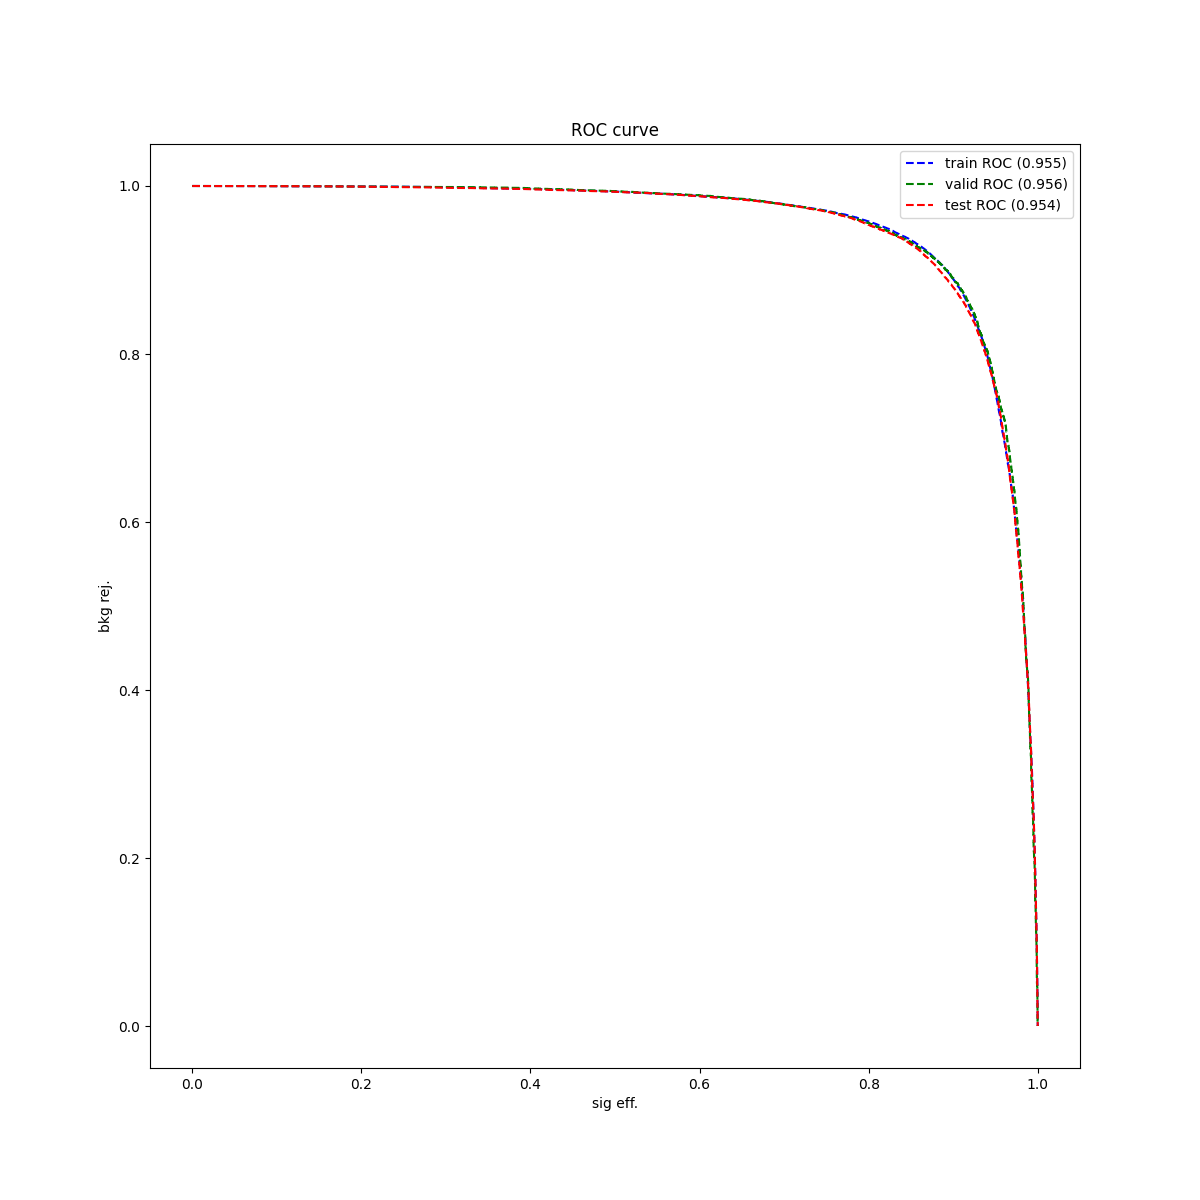 ROC curve
train ROC (0.955)
valid ROC (0.956)
test ROC (0.954)
1.0
0.8
0.6
0.4
0.2
0.0
bkg rej.
0.0 0.2 0.4 0.6 0.8 1.0
sig eff.